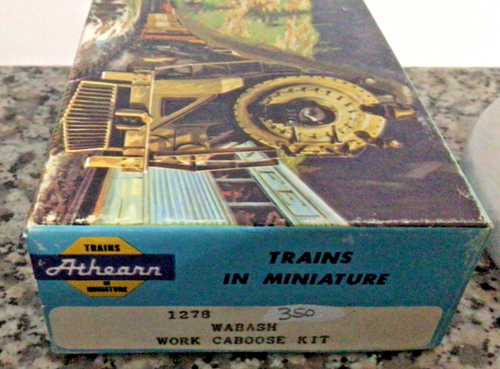 TRAINS
Athearn
IN
MINIATURE
TRAINS
IN MINIATURE
1278 350
WABASH
WORK CABOOSE KIT